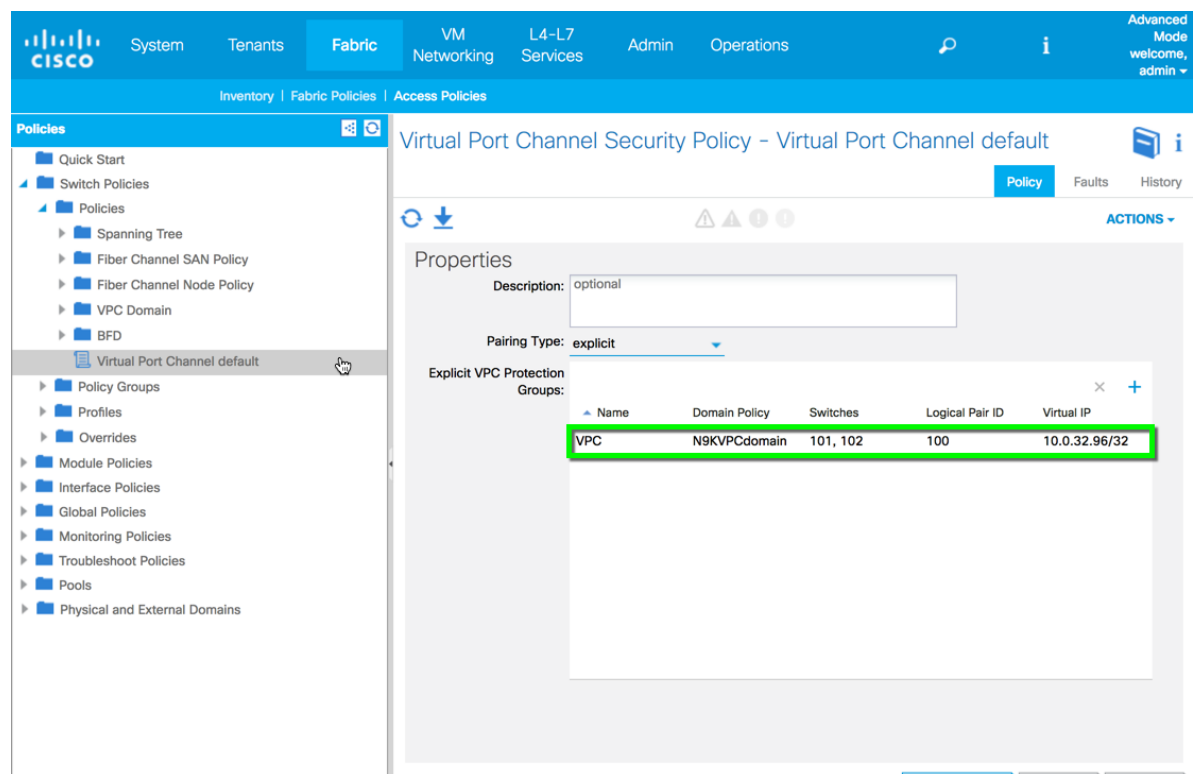 CISCO
System Tenants Fabric VM Networking L4-L7 Services Admin Operations
Advanced Mode welcome, admin
Inventory | Fabric Policies | Access Policies
Policies
Quick Start
Switch Policies
Policies
Spanning Tree
Fiber Channel SAN Policy
Fiber Channel Node Policy
VPC Domain
BFD
Virtual Port Channel default
Policy Groups
Profiles
Overrides
Module Policies
Interface Policies
Global Policies
Monitoring Policies
Troubleshoot Policies
Pools
Physical and External Domains
Virtual Port Channel Security Policy - Virtual Port Channel default
i
Policy Faults History
ACTIONS
Properties
Description: optional
Pairing Type: explicit
Explicit VPC Protection
Groups:
Name Domain Policy Switches Logical Pair ID Virtual IP
VPC N9KVPCdomain 101, 102 100 10.0.32.96/32